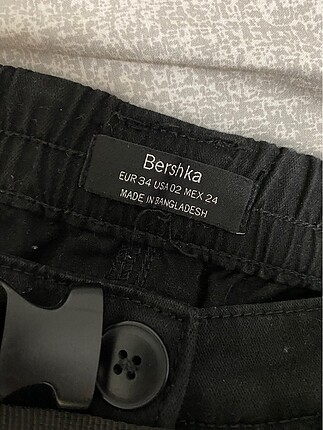 Bershka
EUR 34 USA 02 MEX 24
MADE IN BANGLADESH